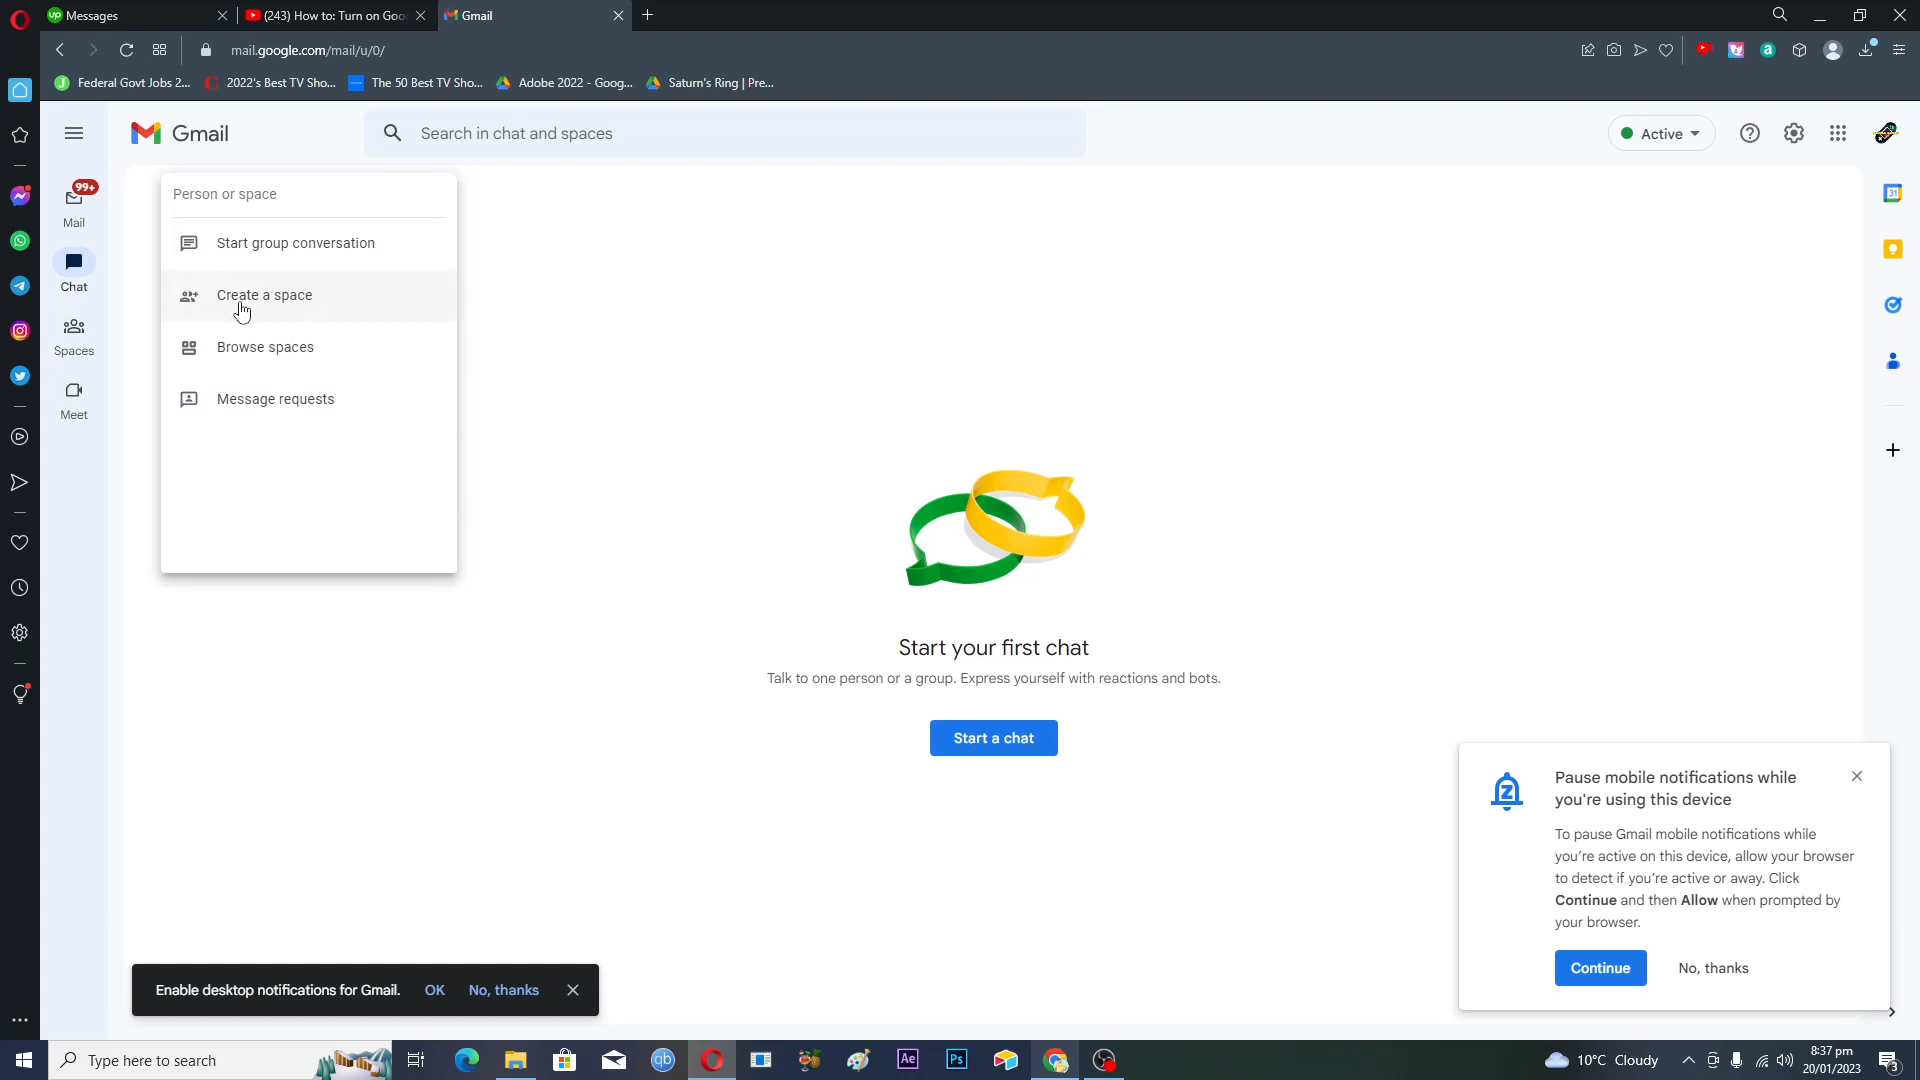 Messages
(243) How to: Turn on Goo
Gmail
mail.google.com/mail/u/0/
Federal Govt Jobs 2...
2022's Best TV Sho...
The 50 Best TV Sho...
Adobe 2022 - Goog...
Saturn's Ring | Pre...
Gmail
Search in chat and spaces
Active
99+
Mail
Chat
Spaces
Meet
Person or space
Start group conversation
Create a space
Browse spaces
Message requests
31
Start your first chat
Talk to one person or a group. Express yourself with reactions and bots.
Start a chat
Pause mobile notifications while
you're using this device
To pause Gmail mobile notifications while
you're active on this device, allow your browser
to detect if you're active or away. Click
Continue and then Allow when prompted by
your browser.
Continue
No, thanks
Enable desktop notifications for Gmail.
OK
No, thanks
Type here to search
qb
Ae
Ps
10°C Cloudy
8:37 pm
20/01/2023
3